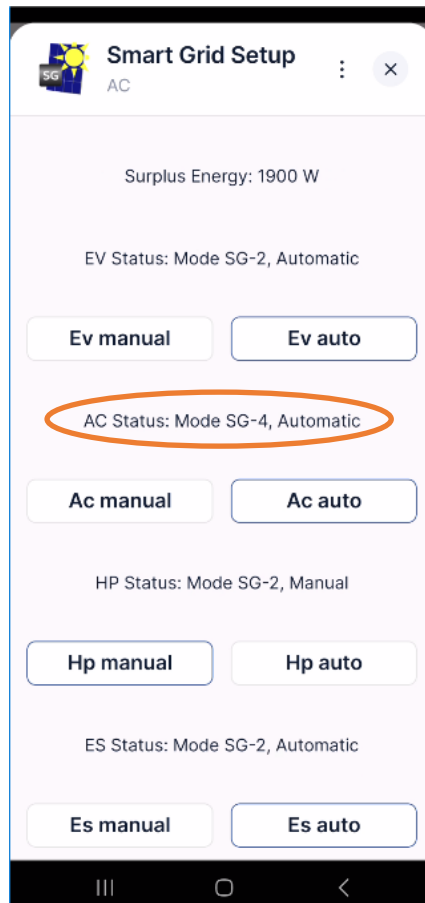 Smart Grid Setup
SG
AC
Surplus Energy: 1900 W
EV Status: Mode SG-2, Automatic
Ev manual
Ev auto
AC Status: Mode SG-4, Automatic
Ac manual
Ac auto
HP Status: Mode SG-2, Manual
Hp manual
Hp auto
ES Status: Mode SG-2, Automatic
Es manual
Es auto